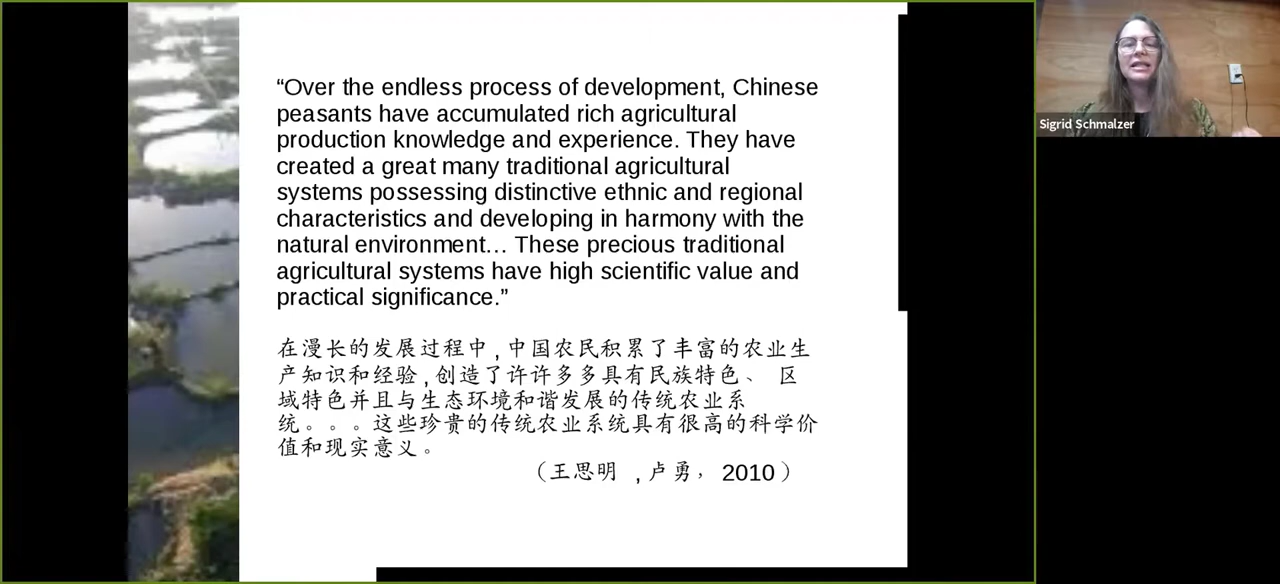 “Over the endless process of development, Chinese
peasants have accumulated rich agricultural
production knowledge and experience. They have
created a great many traditional agricultural
systems possessing distinctive ethnic and regional
characteristics and developing in harmony with the
natural environment… These precious traditional
agricultural systems have high scientific value and
practical significance.”
在漫长的发展过程中,中国农民积累了丰富的农业生
产知识和经验,创造了许许多多具有民族特色、 区
域特色并且与生态环境和谐发展的传统农业系
统。。。这些珍贵的传统农业系统具有很高的科学价
值和现实意义。
（王思明 ,卢勇， 2010）
Sigrid Schmalzer